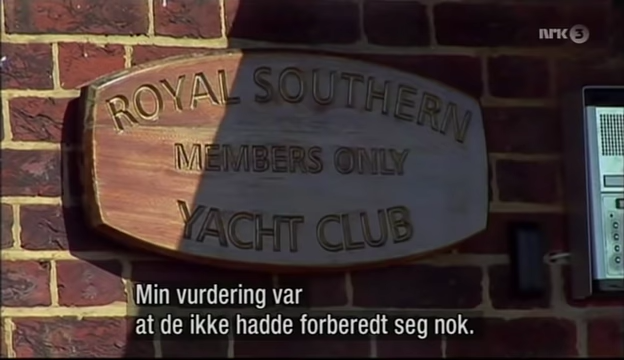 NRK 3
ROYAL SOUTHERN
MEMBERS ONLY
YACHT CLUB
Min vurdering var
at de ikke hadde forberedt seg nok.